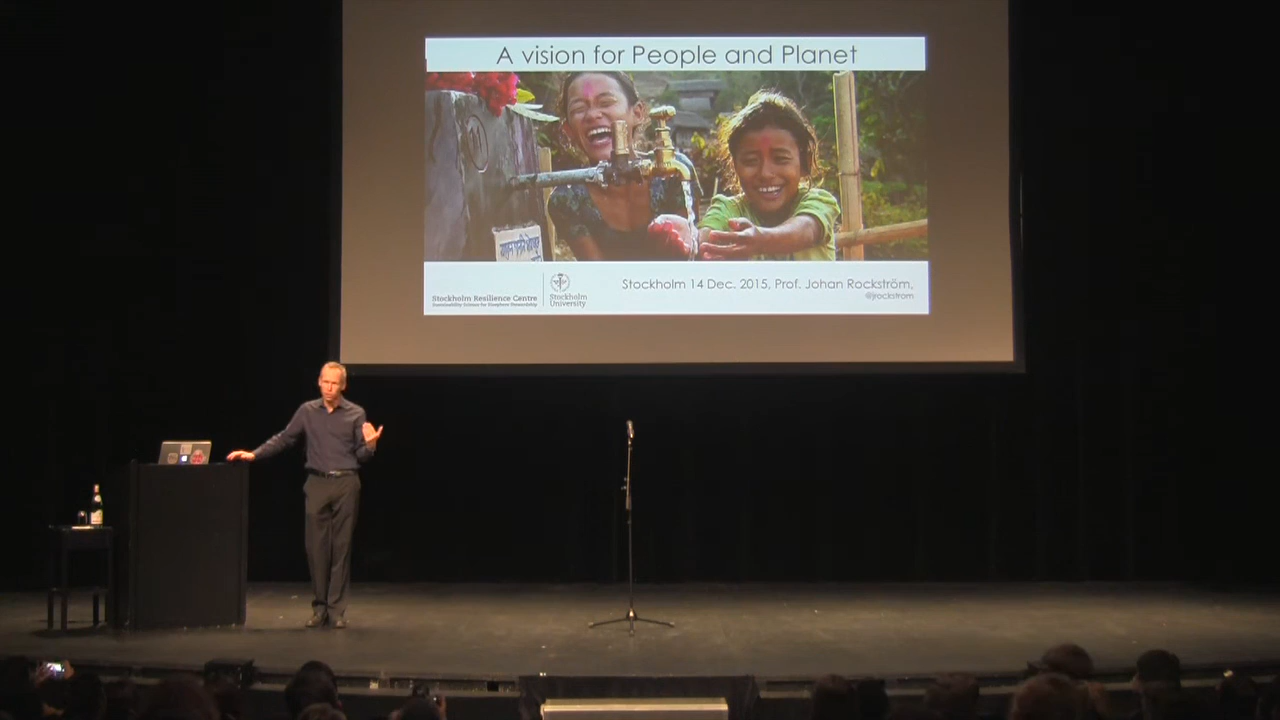 A vision for People and Planet
Stockholm Resilience Centre
Sustainability Science for Biosphere Stewardship
Stockholm
University
Stockholm 14 Dec. 2015, Prof. Johan Rockström,
@jrockstrom